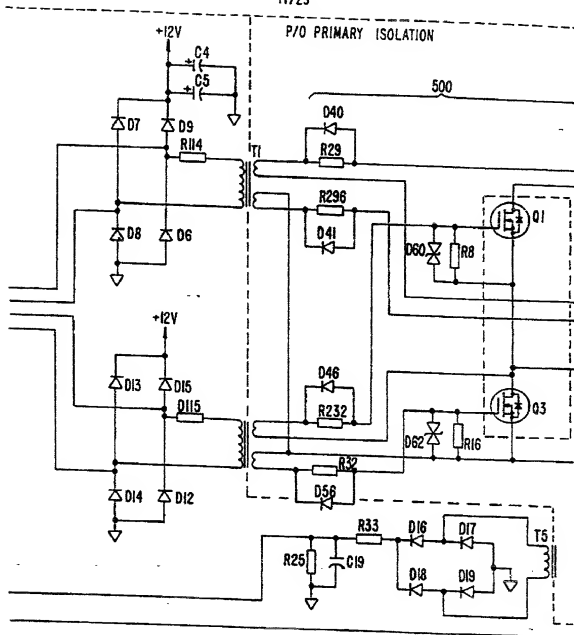 +12V
P/O PRIMARY ISOLATION
C4
C5
500
D7
D9
D40
R114
T1
R29
R296
Q1
D8
D6
D41
D60
R8
+12V
D13
D15
D46
D115
R232
Q3
D62
R16
R32
D14
D12
D56
R33
D16
D17
T5
R25
C19
D18
D19